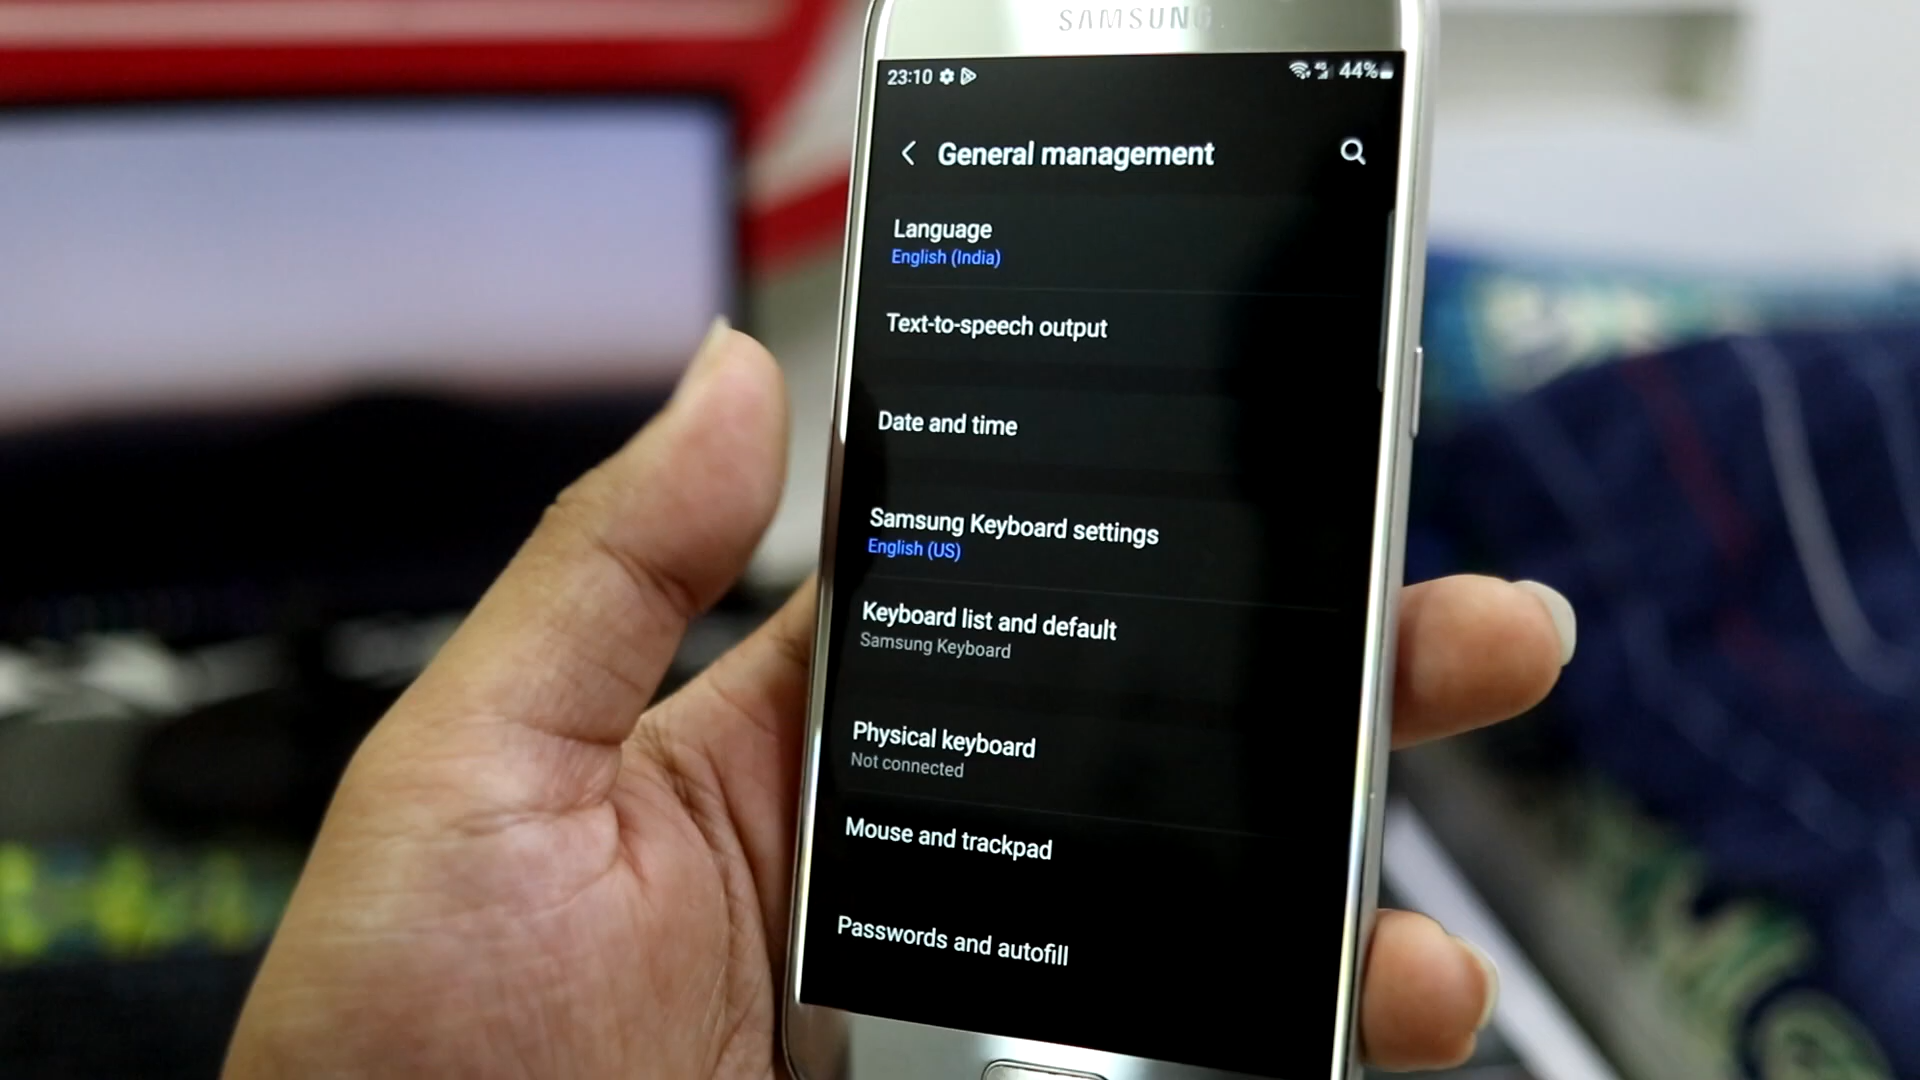 SAMSUNG
23:10 44%
General management
Language
English (India)
Text-to-speech output
Date and time
Samsung Keyboard settings
English (US)
Keyboard list and default
Samsung Keyboard
Physical keyboard
Not connected
Mouse and trackpad
Passwords and autofill